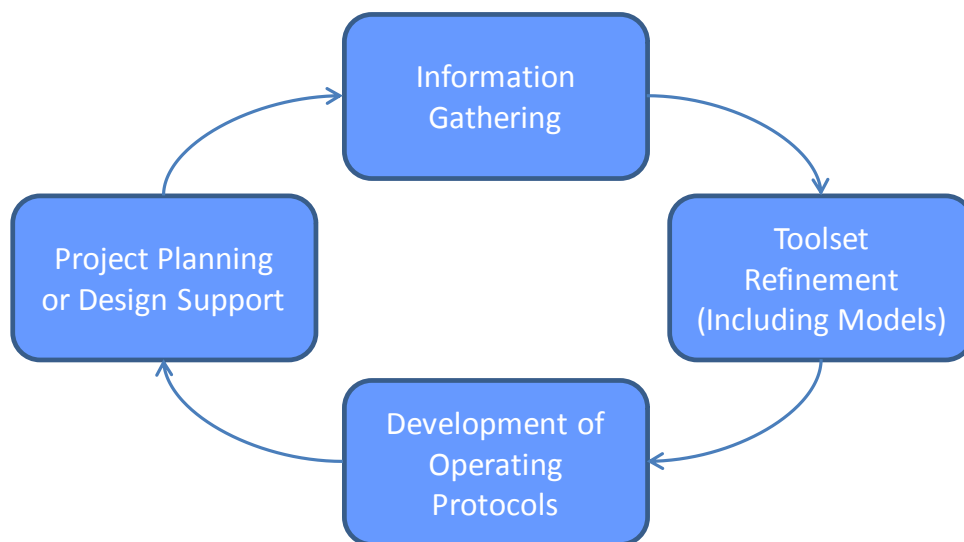 Information
Gathering
Toolset
Refinement
(Including Models)
Development of
Operating
Protocols
Project Planning
or Design Support